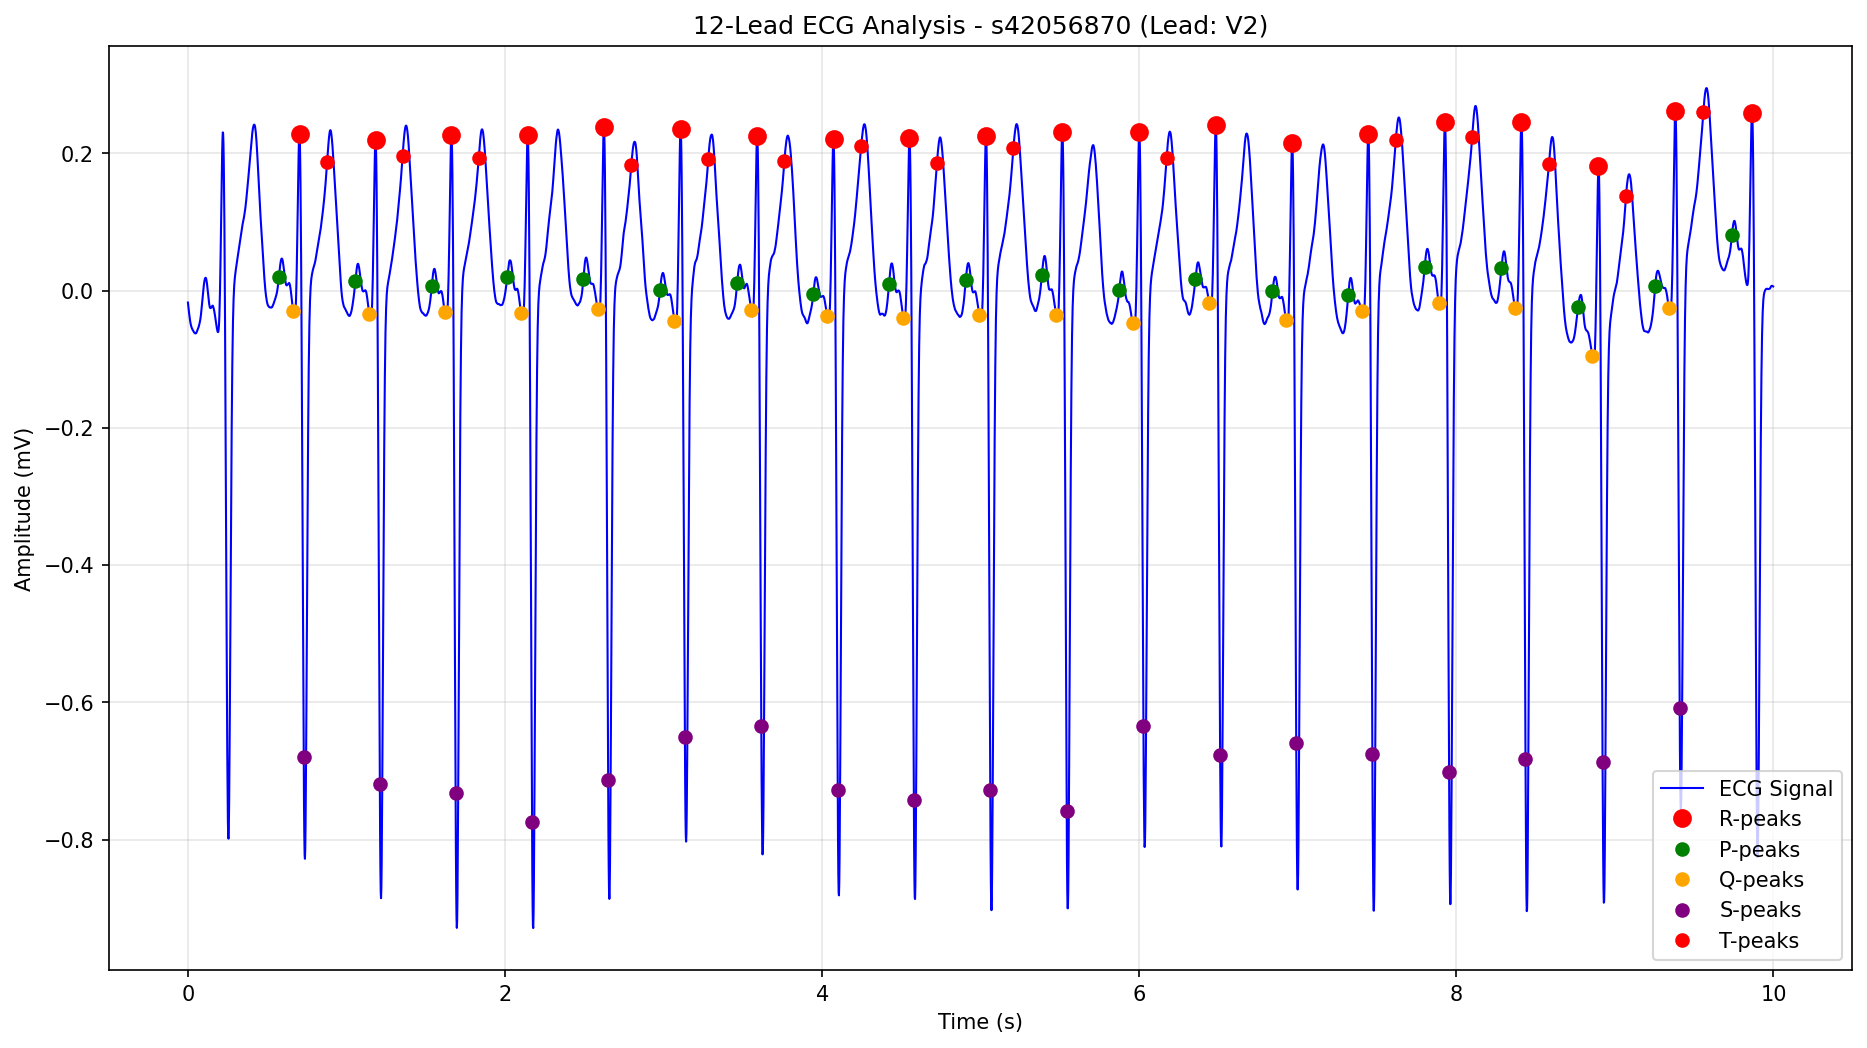 12-Lead ECG Analysis - s42056870 (Lead: V2)
Amplitude (mV)
0.2
0.0
−0.2
−0.4
−0.6
−0.8
0
2
4
6
8
10
Time (s)
ECG Signal
R-peaks
P-peaks
Q-peaks
S-peaks
T-peaks